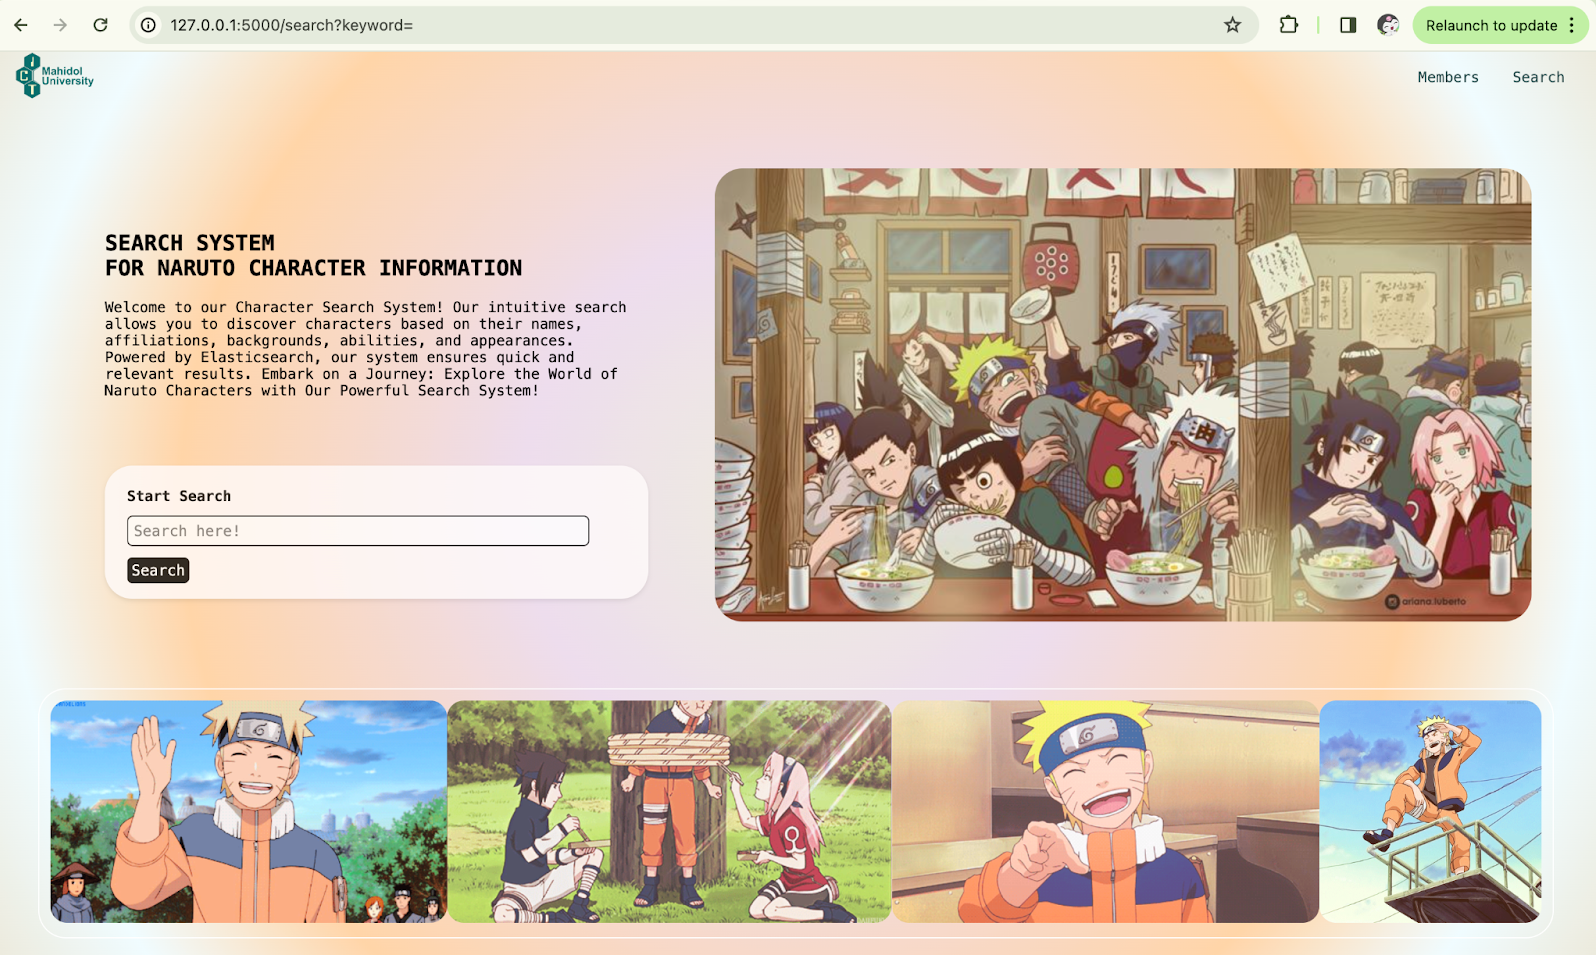 127.0.0.1:5000/search?keyword=
Relaunch to update
Mahidol
University
I
C
T
Members
Search
SEARCH SYSTEM
FOR NARUTO CHARACTER INFORMATION
Welcome to our Character Search System! Our intuitive search
allows you to discover characters based on their names,
affiliations, backgrounds, abilities, and appearances.
Powered by Elasticsearch, our system ensures quick and
relevant results. Embark on a Journey: Explore the World of
Naruto Characters with Our Powerful Search System!
Start Search
Search here!
Search
油
ariana.luberto